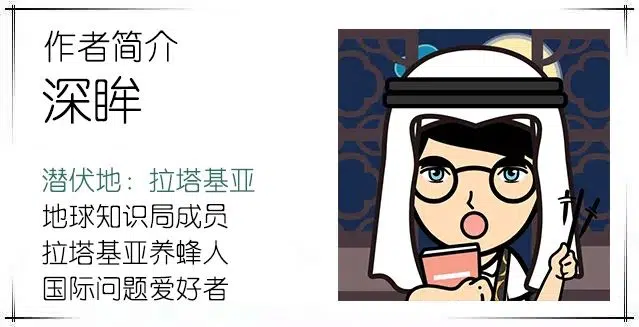 作者简介
深眸
潜伏地：拉塔基亚
地球知识局成员
拉塔基亚养蜂人
国际问题爱好者